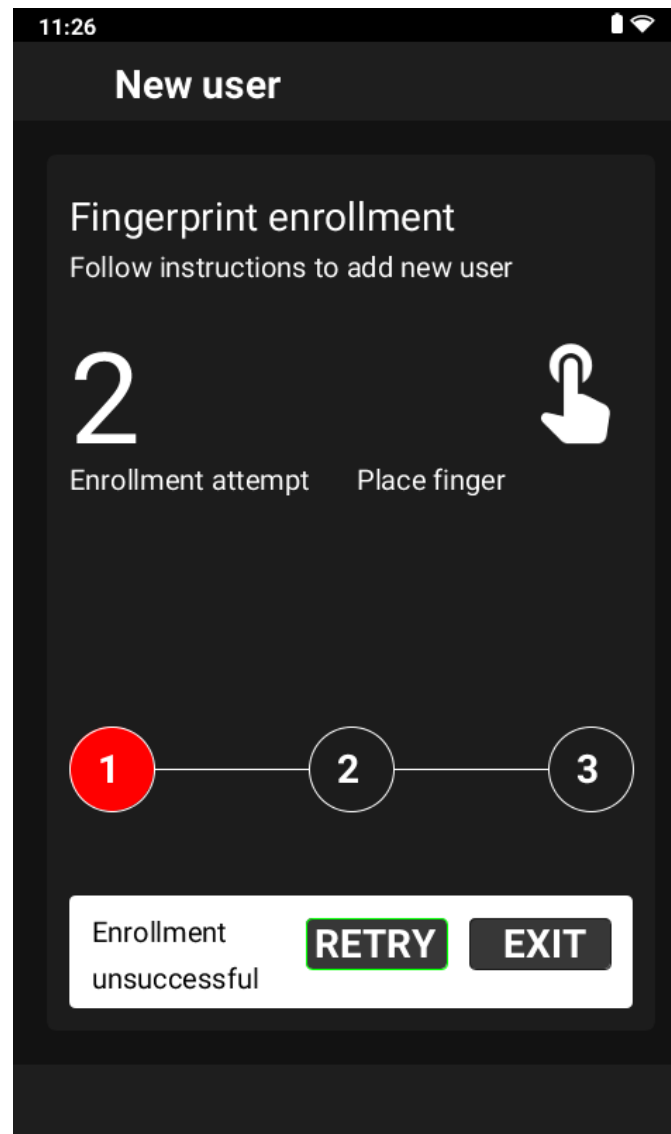 11:26
New user
Fingerprint enrollment
Follow instructions to add new user
2
Enrollment attempt
Place finger
1
2
3
Enrollment
unsuccessful
RETRY
EXIT